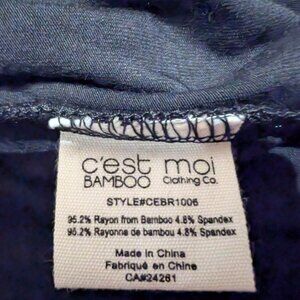 c'est moi
BAMBOO Clothing Co.
STYLE#CEBR1006
95.2% Rayon from Bamboo 4.8% Spandex
95.2% Rayonne de bambou 4.8% Spandex
Made in China
Fabriqué en Chine
CA#24261